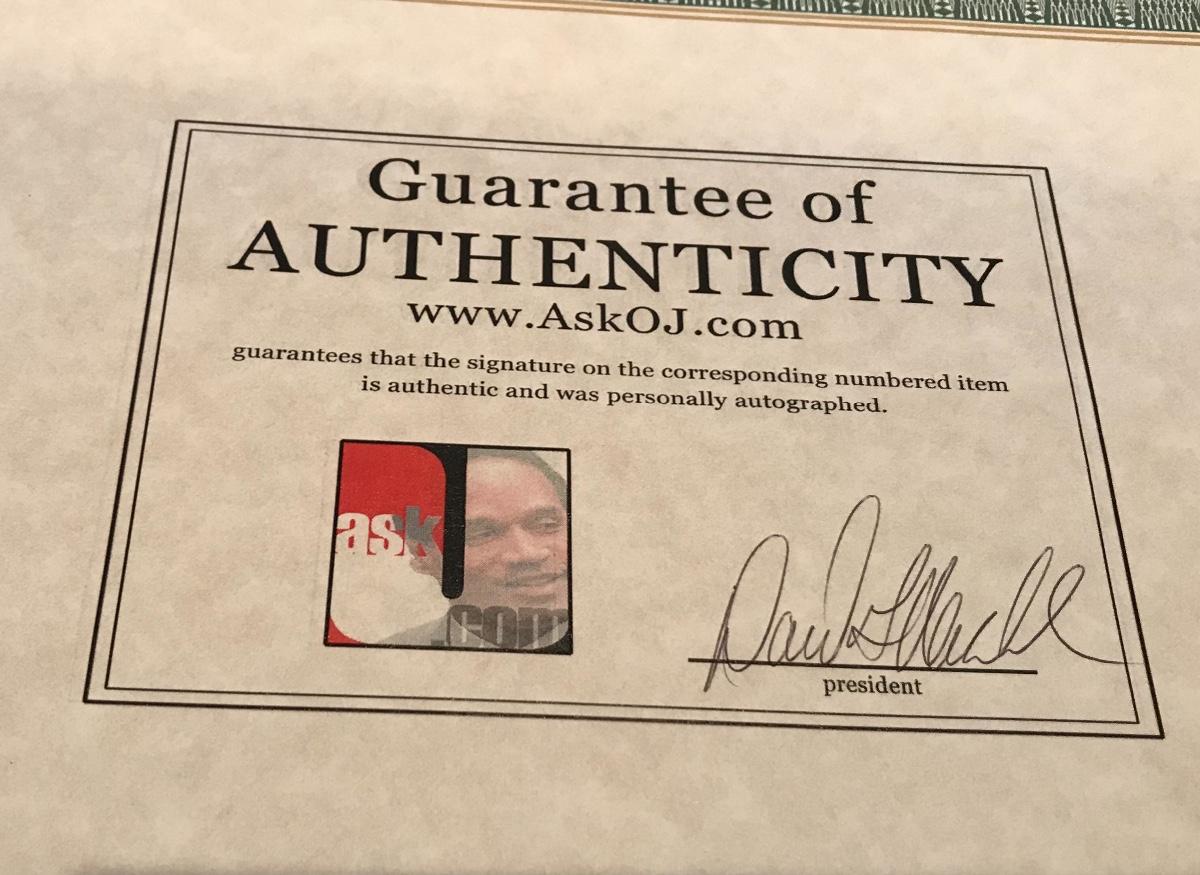 Guarantee of
AUTHENTICITY
www.AskOJ.com
guarantees that the signature on the corresponding numbered item
is authentic and was personally autographed.
ask
.com
president